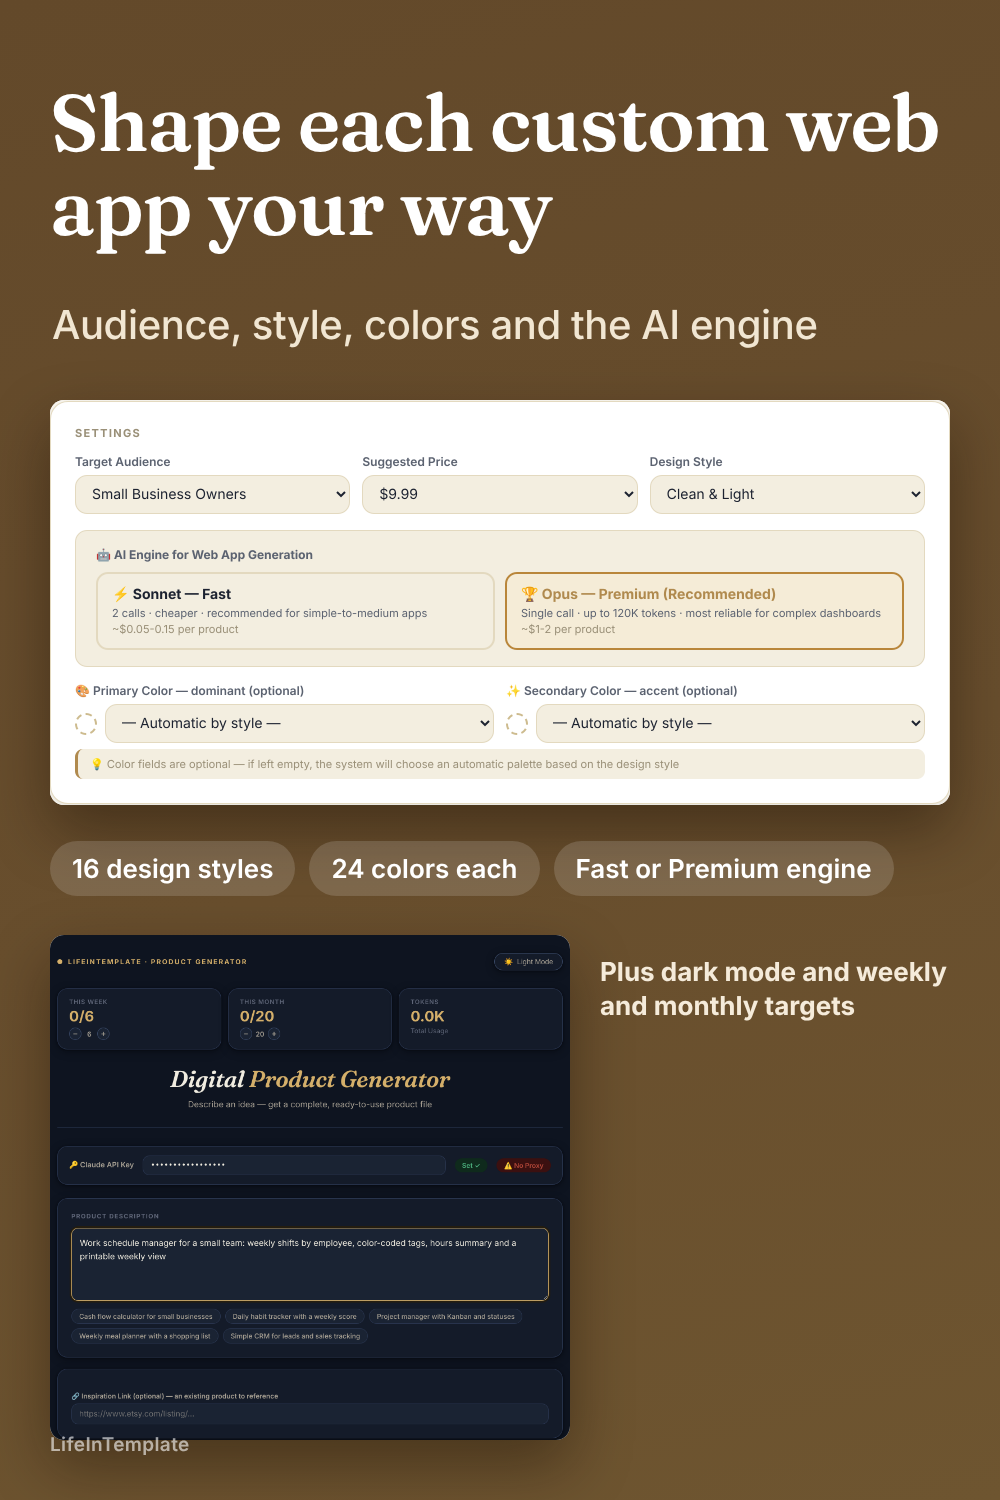 Shape each custom web
app your way
Audience, style, colors and the AI engine
SETTINGS
Target Audience
Suggested Price
Design Style
Small Business Owners
$9.99
Clean & Light
🤖 AI Engine for Web App Generation
⚡ Sonnet — Fast
2 calls · cheaper · recommended for simple-to-medium apps
~$0.05-0.15 per product
🏆 Opus — Premium (Recommended)
Single call · up to 120K tokens · most reliable for complex dashboards
~$1-2 per product
🎨 Primary Color — dominant (optional)
✨ Secondary Color — accent (optional)
— Automatic by style —
— Automatic by style —
💡 Color fields are optional — if left empty, the system will choose an automatic palette based on the design style
16 design styles
24 colors each
Fast or Premium engine
LIFEINTEMPLATE · PRODUCT GENERATOR
☀️ Light Mode
THIS WEEK
0/6
− 6 +
THIS MONTH
0/20
− 20 +
TOKENS
0.0K
Total Usage
Digital Product Generator
Describe an idea — get a complete, ready-to-use product file
🔑 Claude API Key
•••••••••••••••••
Set ✓
⚠️ No Proxy
PRODUCT DESCRIPTION
Work schedule manager for a small team: weekly shifts by employee, color-coded tags, hours summary and a
printable weekly view
Cash flow calculator for small businesses
Daily habit tracker with a weekly score
Project manager with Kanban and statuses
Weekly meal planner with a shopping list
Simple CRM for leads and sales tracking
🔗 Inspiration Link (optional) — an existing product to reference
https://www.etsy.com/listing/...
Plus dark mode and weekly
and monthly targets
LifeInTemplate